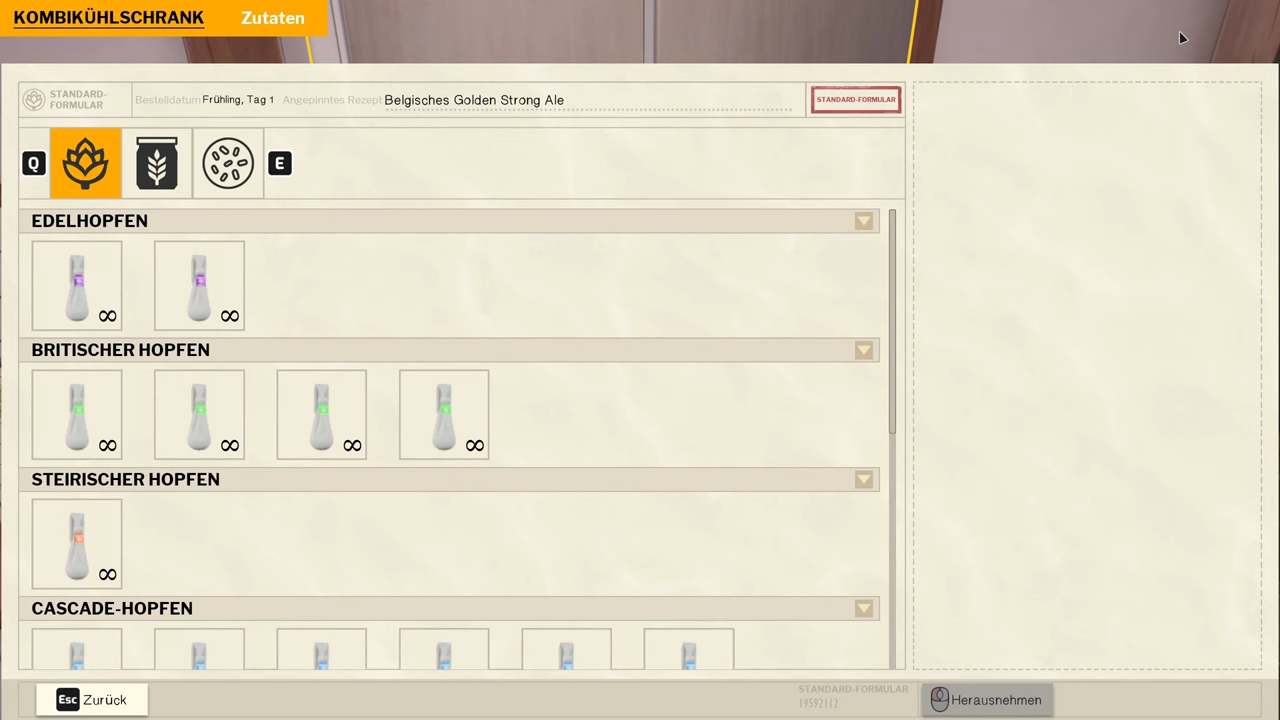 KOMBIKÜHLSCHRANK Zutaten
STANDARD-
FORMULAR
Bestelldatum Frühling, Tag 1 Angepinntes Rezept Belgisches Golden Strong Ale
STANDARD-FORMULAR
Q E
EDELHOPFEN
∞ ∞
BRITISCHER HOPFEN
∞ ∞ ∞ ∞
STEIRISCHER HOPFEN
∞
CASCADE-HOPFEN
Esc Zurück
STANDARD-FORMULAR
19592112
Herausnehmen